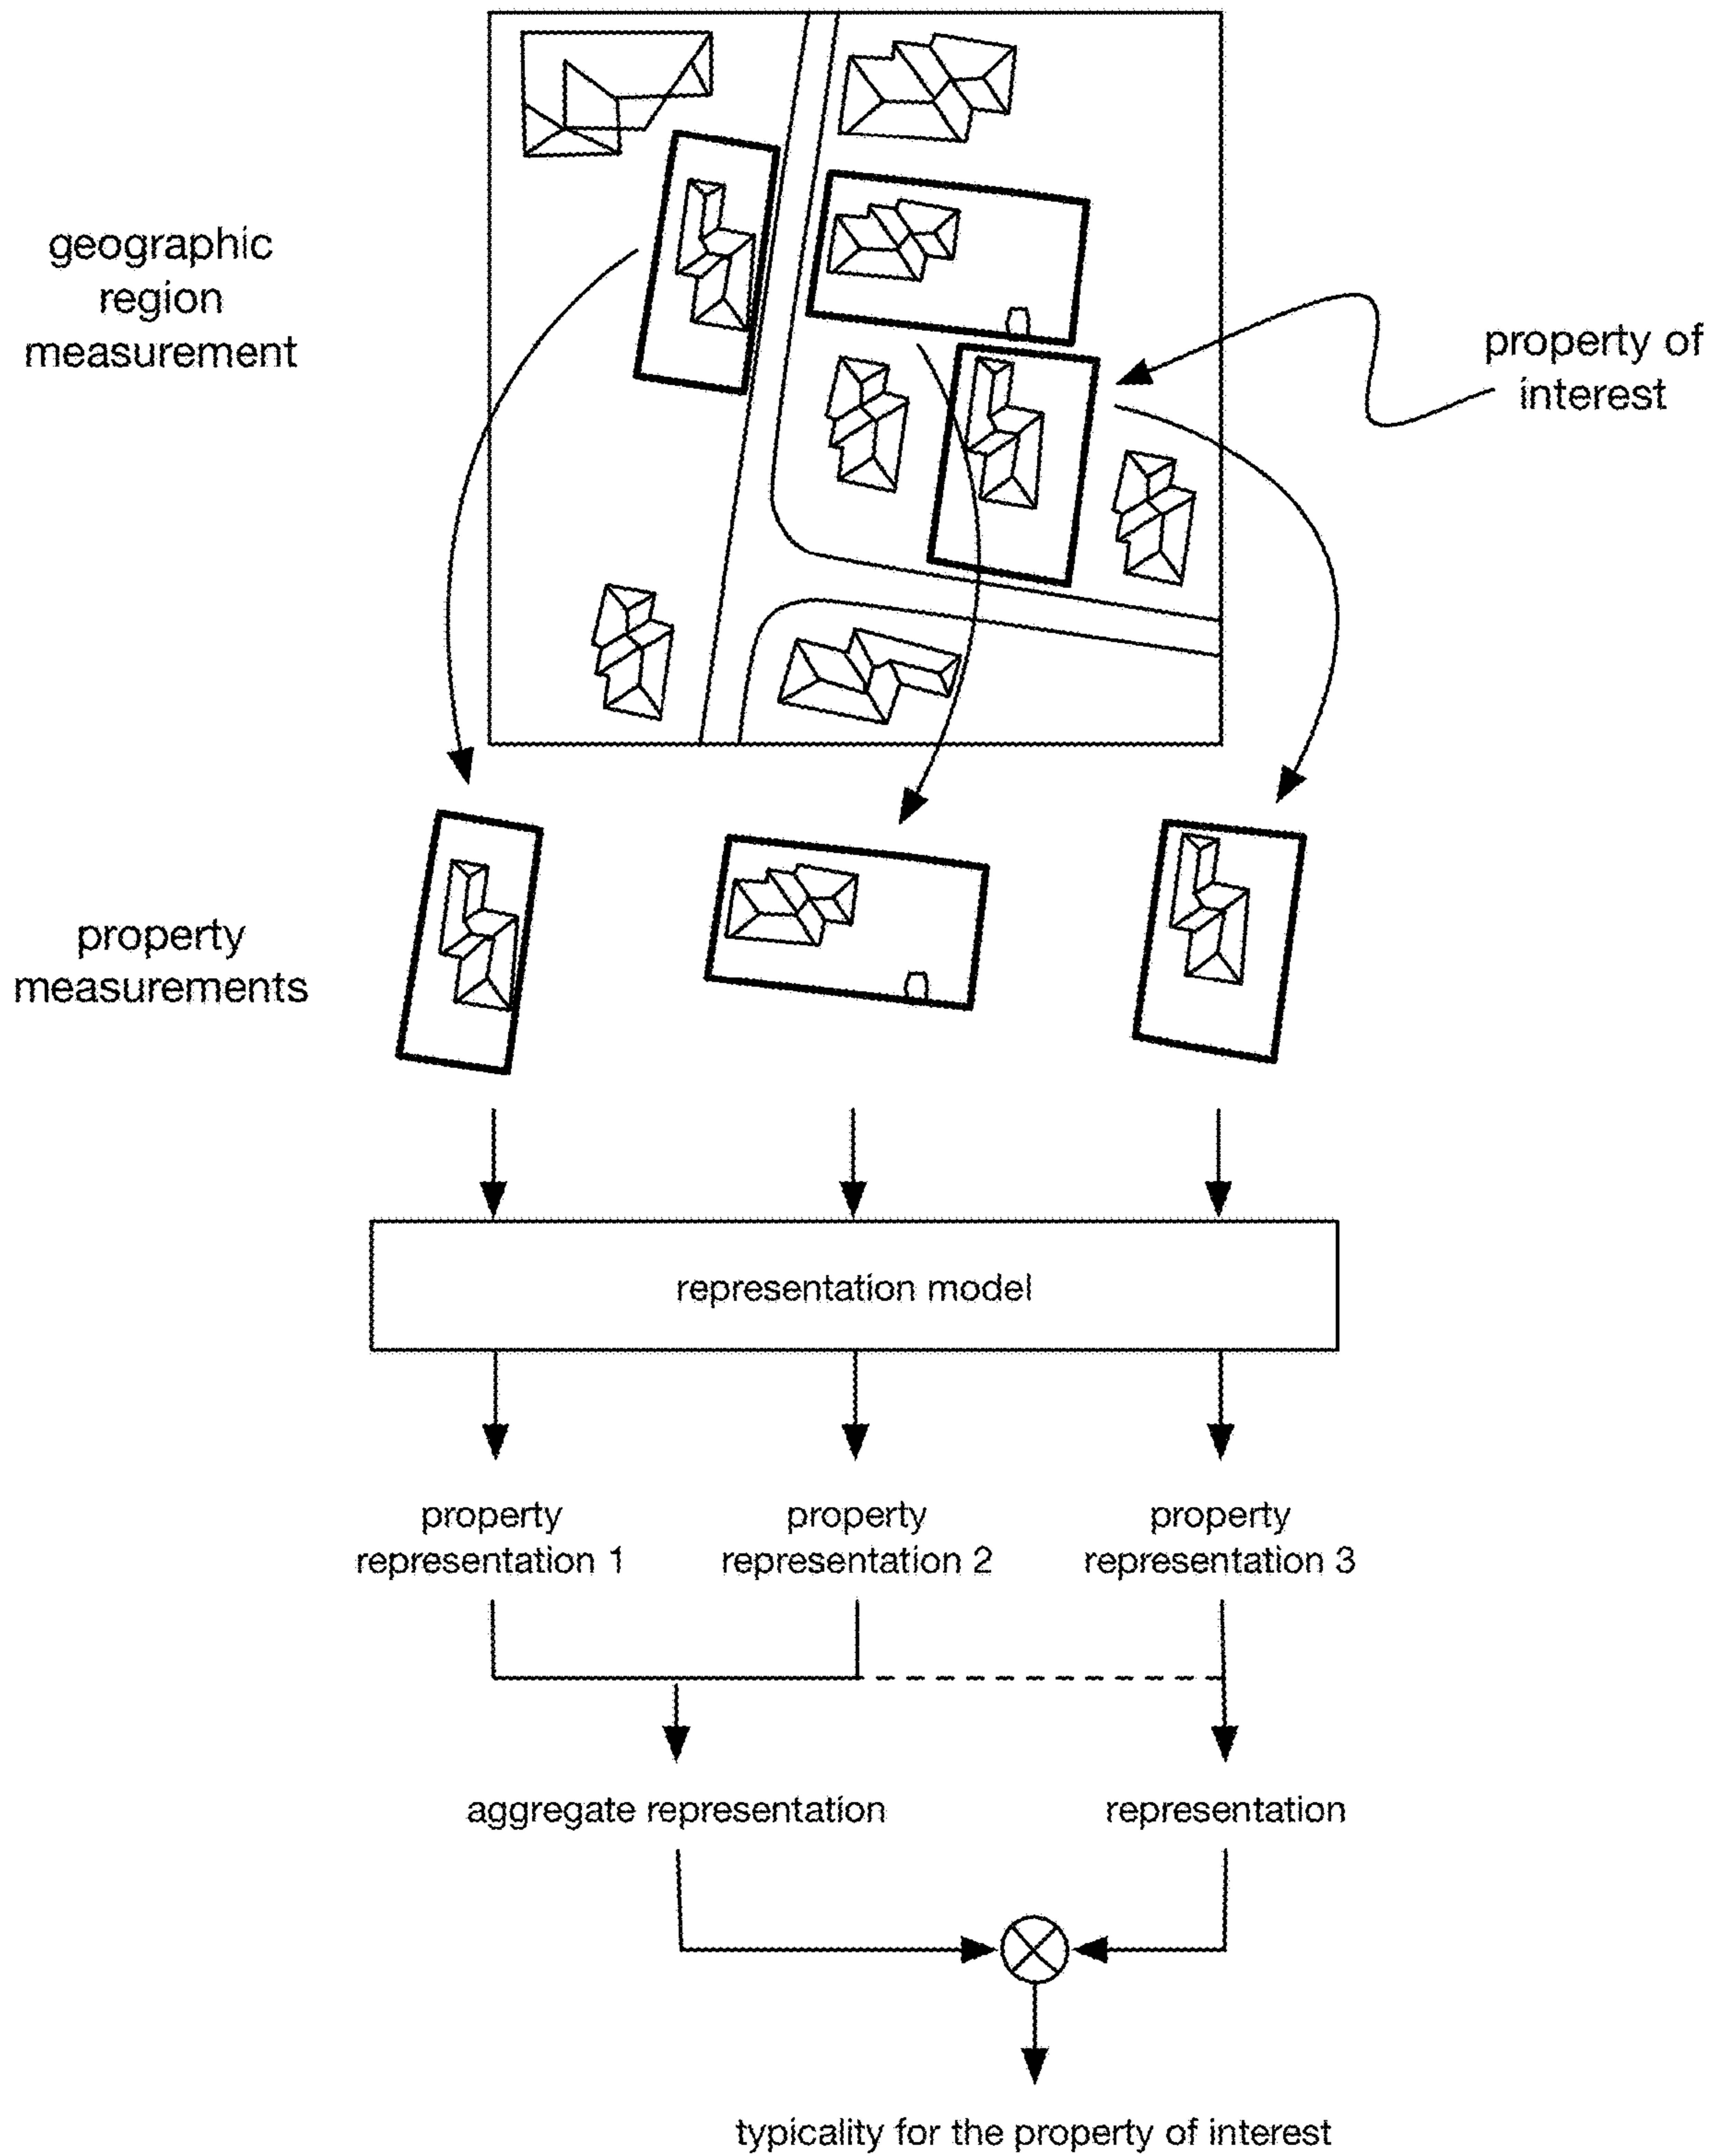 geographic
region
measurement
property of
interest
property
measurements
representation model
property
representation 1
property
representation 2
property
representation 3
aggregate representation
representation
typicality for the property of interest